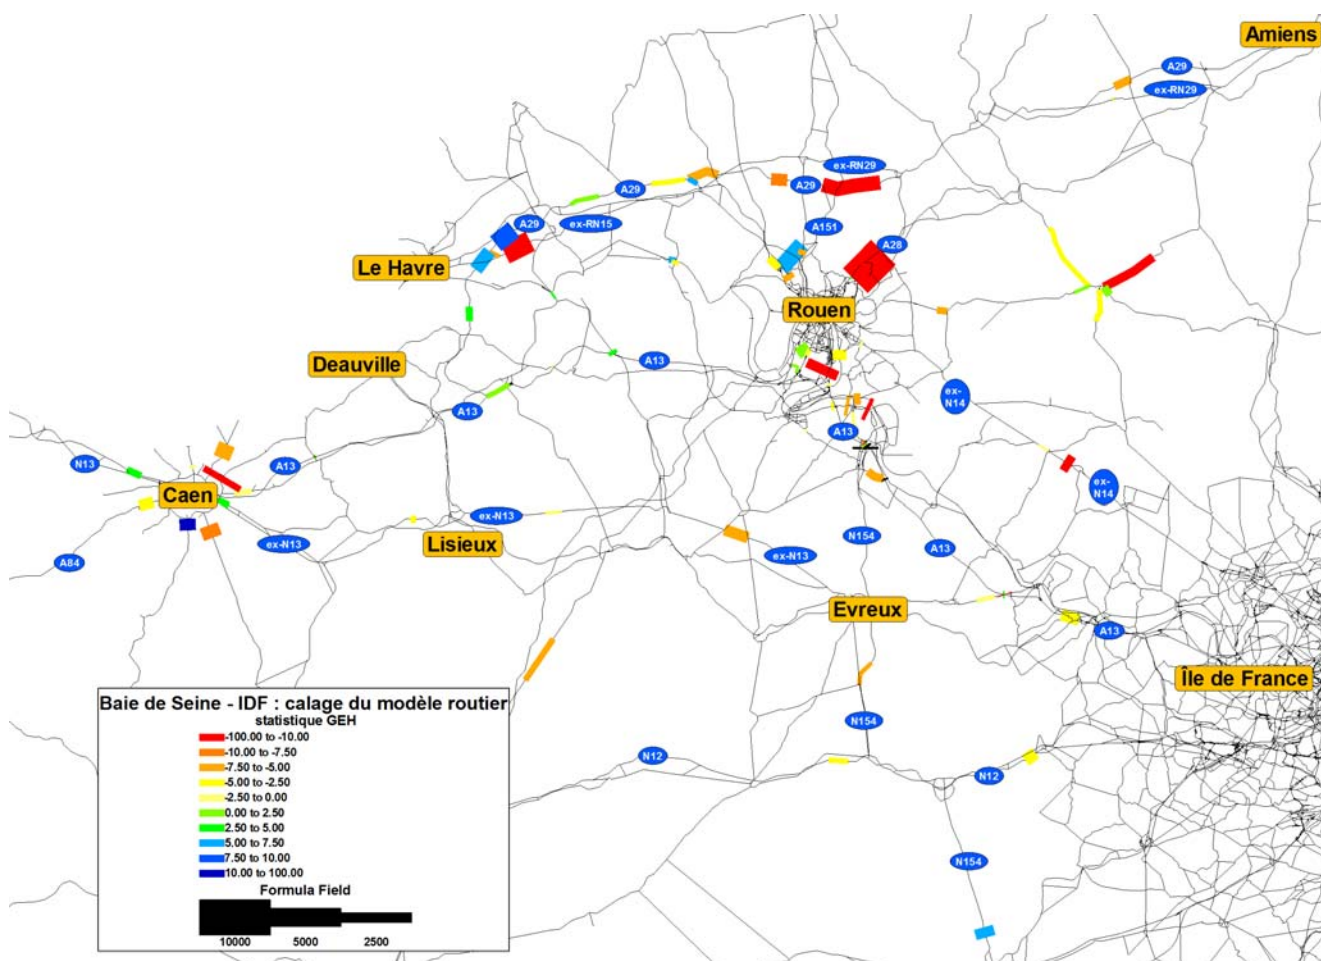 Amiens
A29
ex-RN29
ex-RN29
A29
A29
A29
ex-RN15
A151
A28
Le Havre
Rouen
Deauville
A13
ex-
N14
A13
A13
N13
A13
Caen
ex-
N14
ex-N13
N154
Lisieux
ex-N13
A13
ex-N13
A84
Evreux
A13
Île de France
N154
N12
N12
N154
Baie de Seine - IDF : calage du modèle routier
statistique GEH
-100.00 to -10.00
-10.00 to -7.50
-7.50 to -5.00
-5.00 to -2.50
-2.50 to 0.00
0.00 to 2.50
2.50 to 5.00
5.00 to 7.50
7.50 to 10.00
10.00 to 100.00
Formula Field
10000 5000 2500